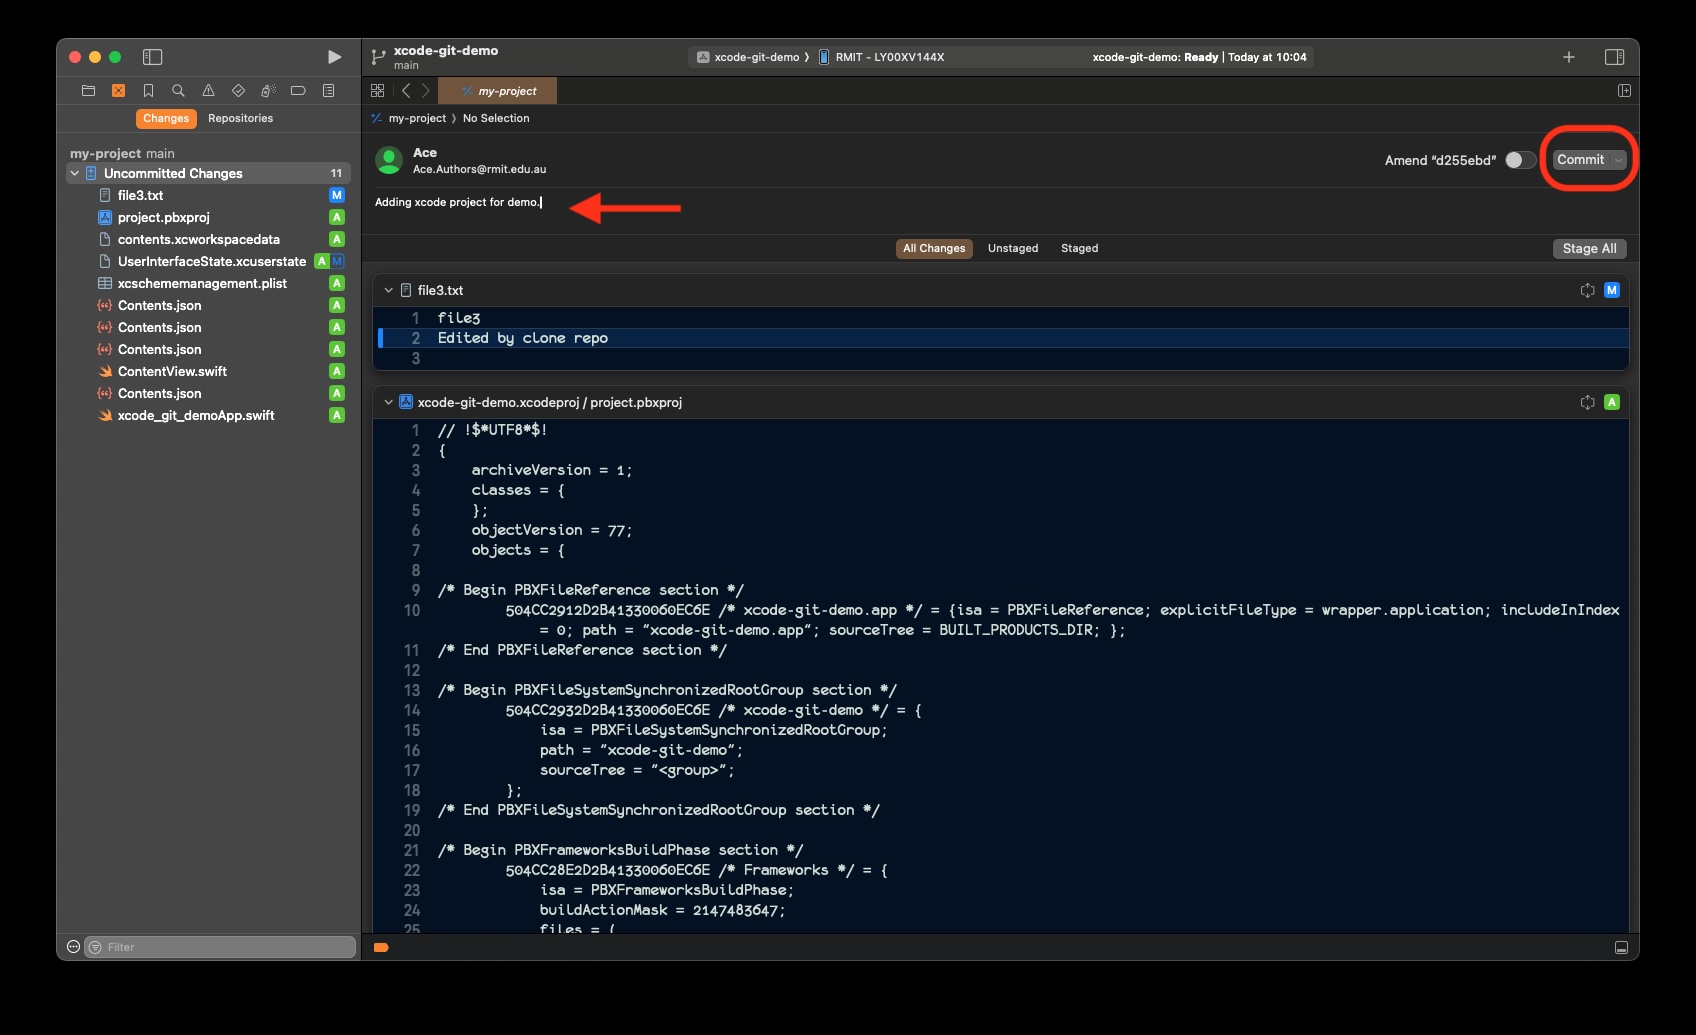 xcode-git-demo
main
xcode-git-demo 〉 RMIT - LY00XV144X
xcode-git-demo: Ready | Today at 10:04
my-project
Changes Repositories
my-project 〉 No Selection
my-project main
Uncommitted Changes 11
file3.txt M
project.pbxproj A
contents.xcworkspacedata A
UserInterfaceState.xcuserstate A M
xcschememanagement.plist A
Contents.json A
Contents.json A
Contents.json A
ContentView.swift A
Contents.json A
xcode_git_demoApp.swift A
Filter
Ace
Ace.Authors@rmit.edu.au
Amend “d255ebd”
Commit
Adding xcode project for demo.
All Changes Unstaged Staged
Stage All
file3.txt M
1 file3
2 Edited by clone repo
3
xcode-git-demo.xcodeproj / project.pbxproj A
1 // !$*UTF8*$!
2 {
3 archiveVersion = 1;
4 classes = {
5 };
6 objectVersion = 77;
7 objects = {
8
9 /* Begin PBXFileReference section */
10 504CC2912D2B41330060EC6E /* xcode-git-demo.app */ = {isa = PBXFileReference; explicitFileType = wrapper.application; includeInIndex
= 0; path = "xcode-git-demo.app"; sourceTree = BUILT_PRODUCTS_DIR; };
11 /* End PBXFileReference section */
12
13 /* Begin PBXFileSystemSynchronizedRootGroup section */
14 504CC2932D2B41330060EC6E /* xcode-git-demo */ = {
15 isa = PBXFileSystemSynchronizedRootGroup;
16 path = "xcode-git-demo";
17 sourceTree = "<group>";
18 };
19 /* End PBXFileSystemSynchronizedRootGroup section */
20
21 /* Begin PBXFrameworksBuildPhase section */
22 504CC28E2D2B41330060EC6E /* Frameworks */ = {
23 isa = PBXFrameworksBuildPhase;
24 buildActionMask = 2147483647;
25 files = (